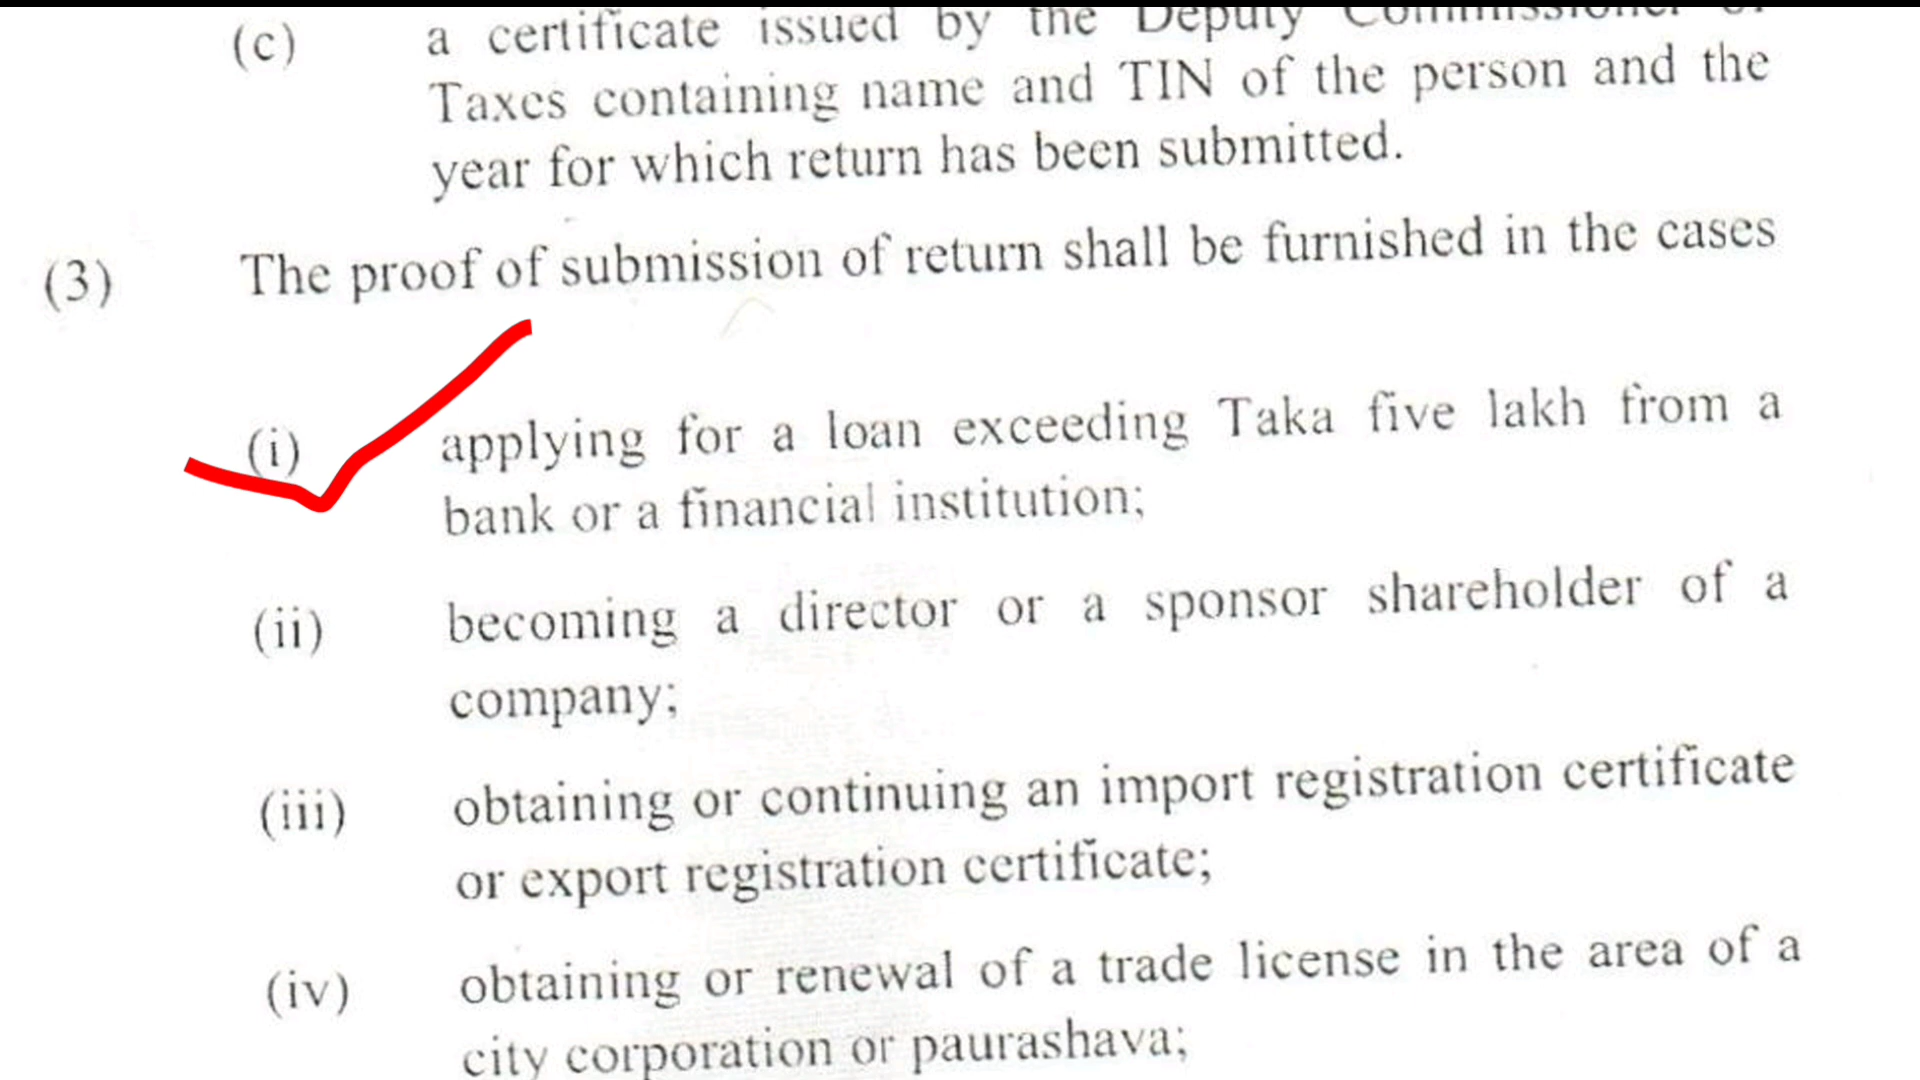 (c) a certificate issued by the Deputy Commissioner of
Taxes containing name and TIN of the person and the
year for which return has been submitted.
(3) The proof of submission of return shall be furnished in the cases
(i) applying for a loan exceeding Taka five lakh from a
bank or a financial institution;
(ii) becoming a director or a sponsor shareholder of a
company;
(iii) obtaining or continuing an import registration certificate
or export registration certificate;
(iv) obtaining or renewal of a trade license in the area of a
city corporation or paurashava;